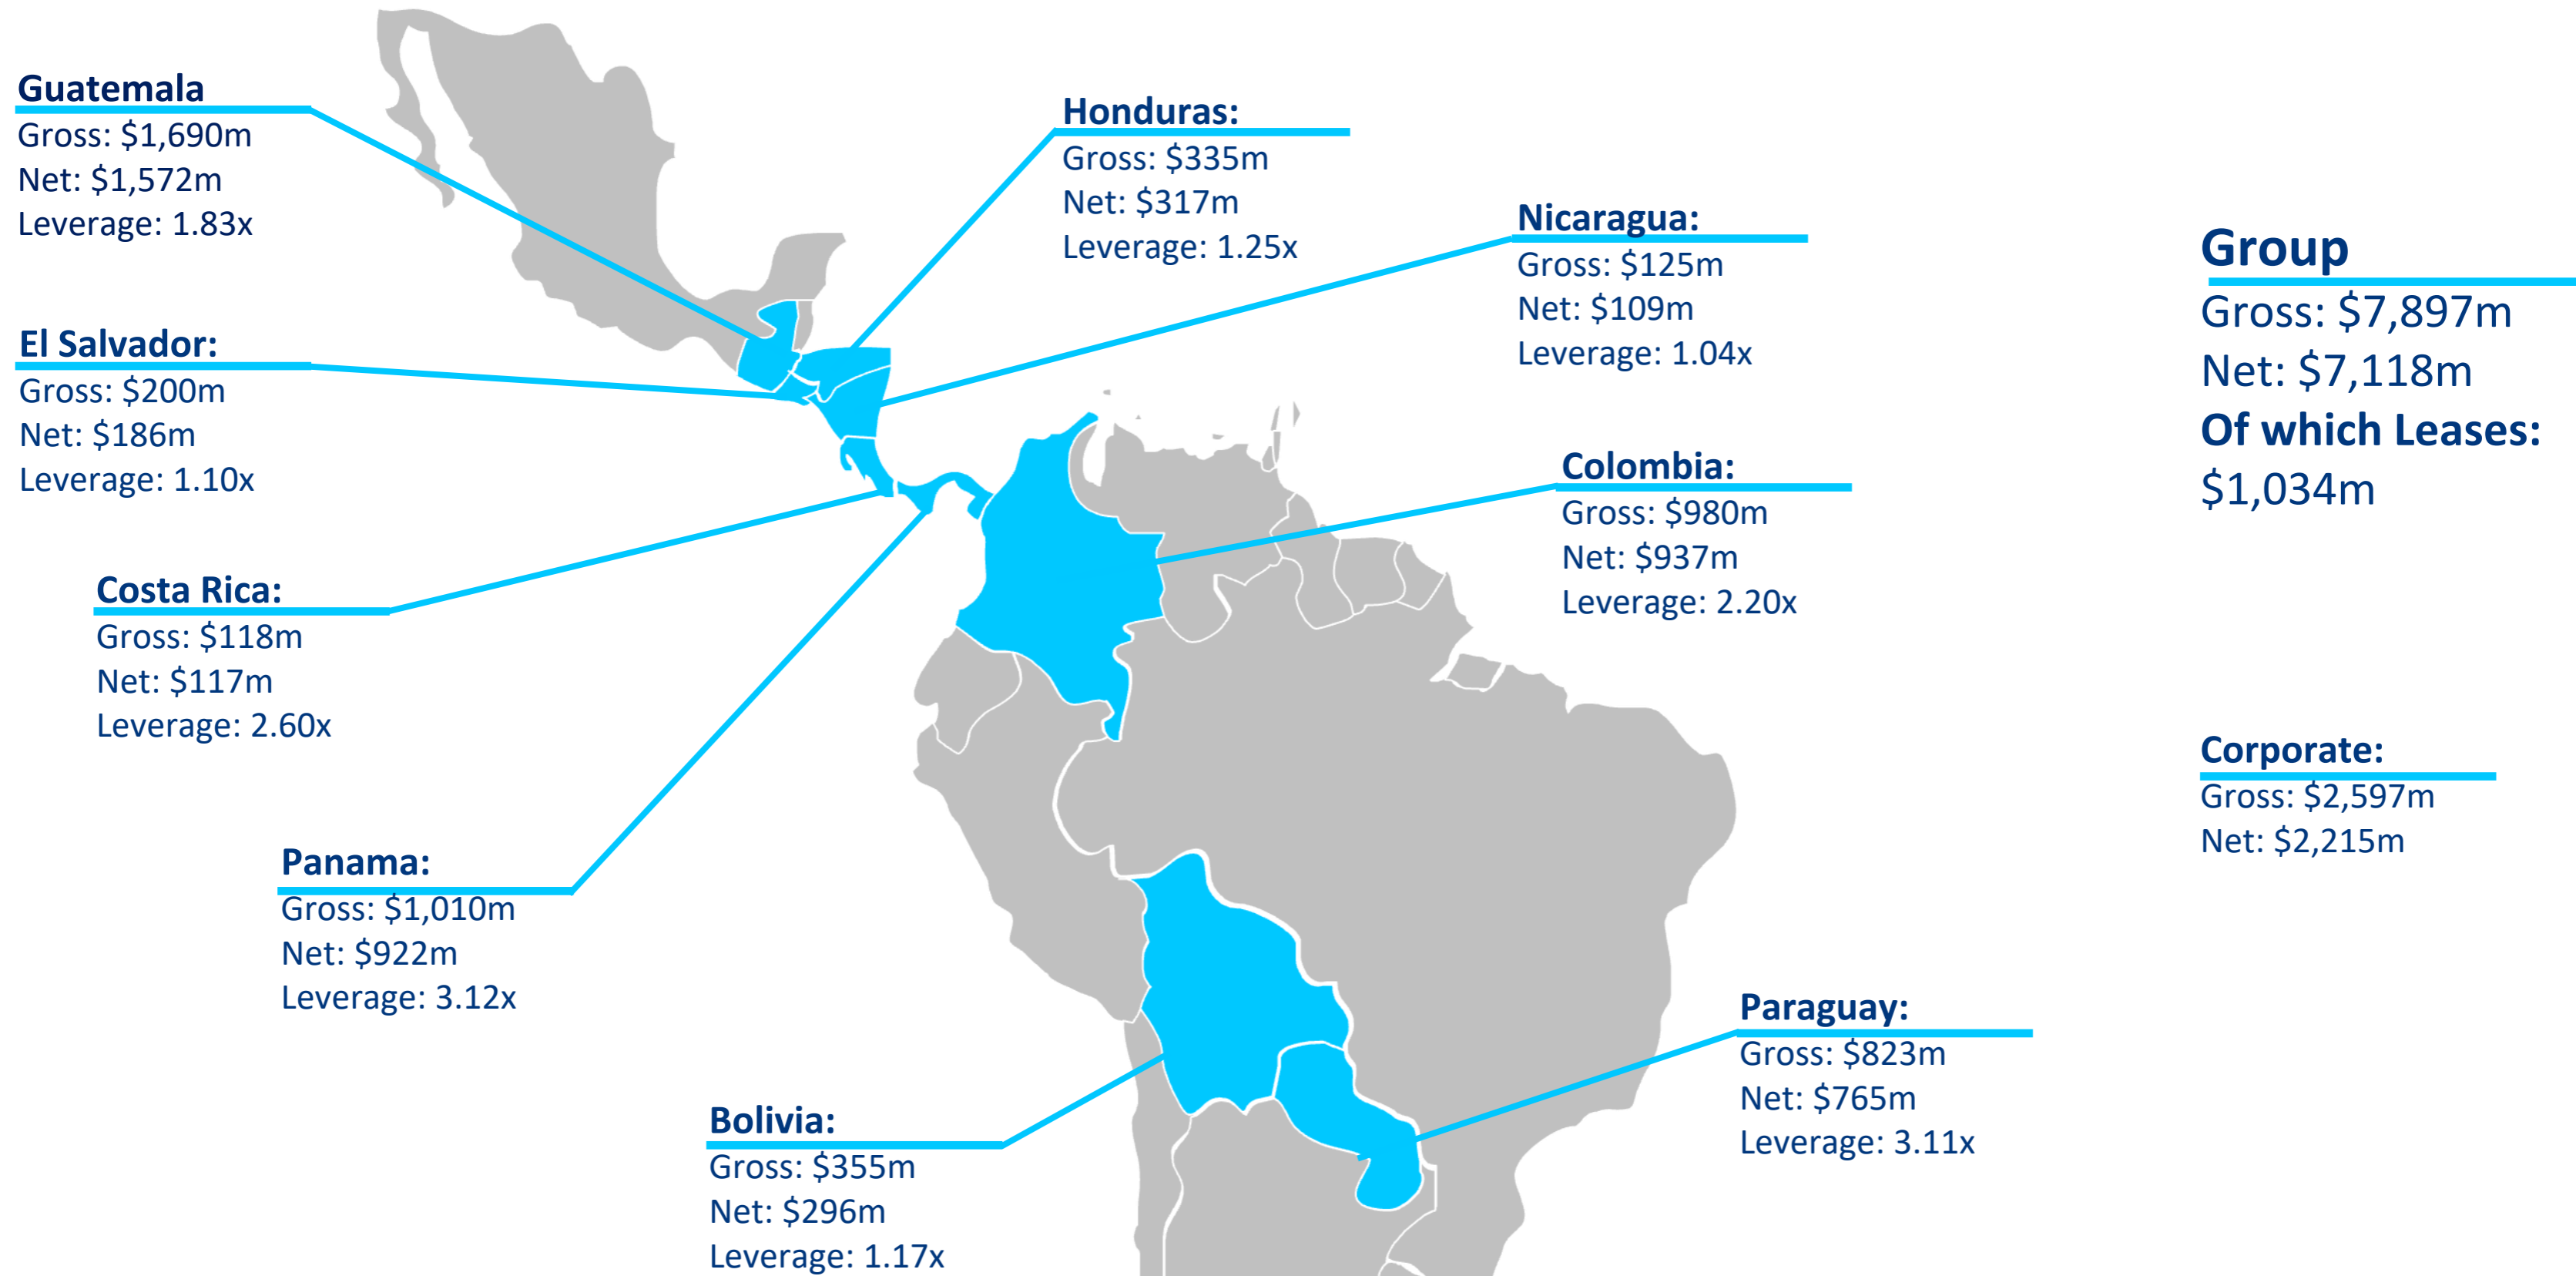 Guatemala
Gross: $1,690m
Net: $1,572m
Leverage: 1.83x
Honduras:
Gross: $335m
Net: $317m
Leverage: 1.25x
Nicaragua:
Gross: $125m
Net: $109m
Leverage: 1.04x
Group
Gross: $7,897m
Net: $7,118m
Of which Leases:
$1,034m
El Salvador:
Gross: $200m
Net: $186m
Leverage: 1.10x
Colombia:
Gross: $980m
Net: $937m
Leverage: 2.20x
Costa Rica:
Gross: $118m
Net: $117m
Leverage: 2.60x
Corporate:
Gross: $2,597m
Net: $2,215m
Panama:
Gross: $1,010m
Net: $922m
Leverage: 3.12x
Paraguay:
Gross: $823m
Net: $765m
Leverage: 3.11x
Bolivia:
Gross: $355m
Net: $296m
Leverage: 1.17x